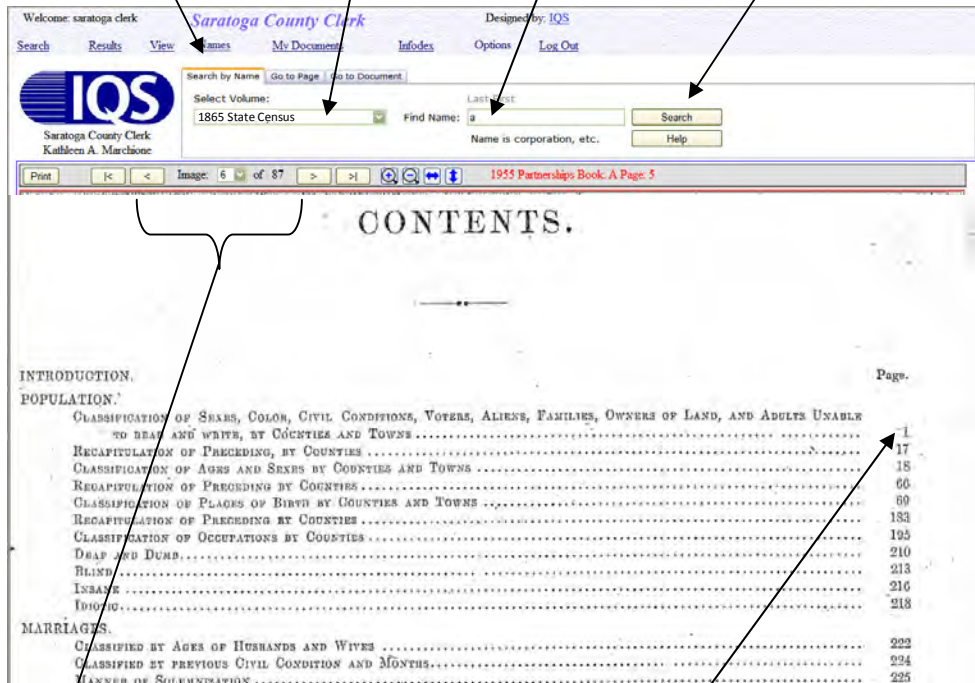 Welcome: saratoga clerk Saratoga County Clerk Designed by: IQS
Search Results View Names My Documents Infodex Options Log Out
Search by Name Go to Page Go to Document
IQS
Saratoga County Clerk
Kathleen A. Marchione
Select Volume: Last First
1865 State Census Find Name: a Search
Name is corporation, etc. Help
Print |< < Image: 6 of 87 > >| 1955 Partnerships Book: A Page: 5
CONTENTS.
INTRODUCTION. Page.
POPULATION.
Classification of Sexes, Color, Civil Conditions, Voters, Aliens, Families, Owners of Land, and Adults Unable
to read and write, by Counties and Towns 1
Recapitulation of Preceding, by Counties 17
Classification of Ages and Sexes by Counties and Towns 18
Recapitulation of Preceding by Counties 66
Classification of Places of Birth by Counties and Towns 69
Recapitulation of Preceding by Counties 183
Classification of Occupations by Counties 195
Deaf and Dumb 210
Blind 213
Insane 216
Idiotic 218
MARRIAGES.
Classified by Ages of Husbands and Wives 222
Classified by previous Civil Condition and Months 224
Manner of Solemnization 225